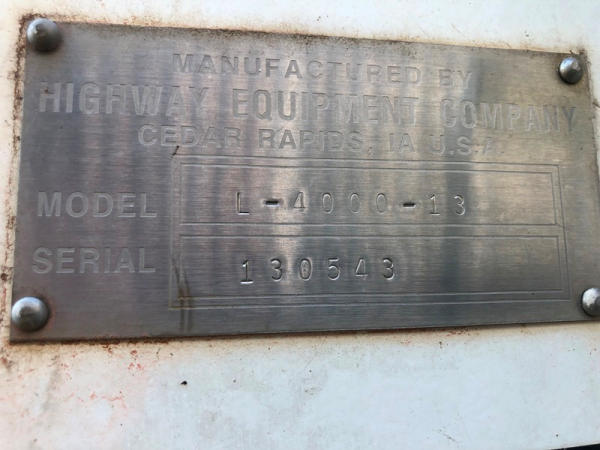 MANUFACTURED BY
HIGHWAY EQUIPMENT COMPANY
CEDAR RAPIDS, IA U.S.A.
MODEL L-4000-13
SERIAL 130543